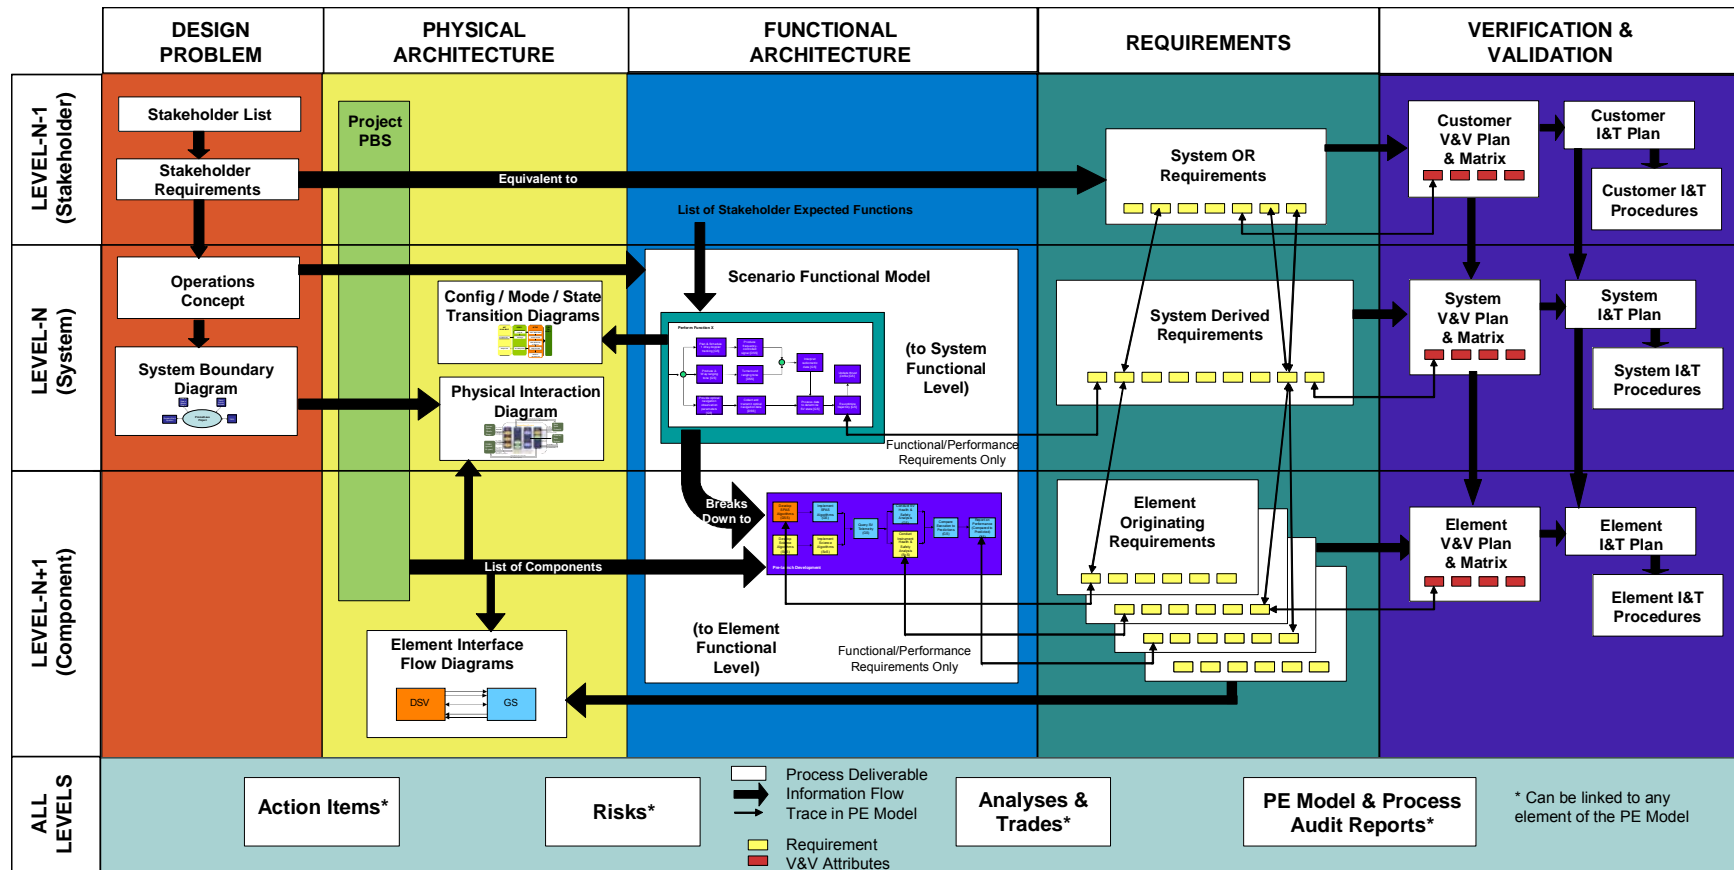 DESIGN
PROBLEM
PHYSICAL
ARCHITECTURE
FUNCTIONAL
ARCHITECTURE
REQUIREMENTS
VERIFICATION &
VALIDATION
LEVEL-N-1
(Stakeholder)
Stakeholder List
Stakeholder
Requirements
Project
PBS
Equivalent to
List of Stakeholder Expected Functions
System OR
Requirements
Customer
V&V Plan
& Matrix
Customer
I&T Plan
Customer I&T
Procedures
LEVEL-N
(System)
Operations
Concept
System Boundary
Diagram
Config / Mode / State
Transition Diagrams
Physical Interaction
Diagram
Scenario Functional Model
Perform Function X
(to System
Functional
Level)
Functional/Performance
Requirements Only
System Derived
Requirements
System
V&V Plan
& Matrix
System
I&T Plan
System I&T
Procedures
LEVEL-N+1
(Component)
Breaks
Down to
List of Components
Pre-Launch Development
(to Element
Functional
Level)
Functional/Performance
Requirements Only
Element Interface
Flow Diagrams
DSV
GS
Element
Originating
Requirements
Element
V&V Plan
& Matrix
Element
I&T Plan
Element I&T
Procedures
ALL
LEVELS
Action Items*
Risks*
Process Deliverable
Information Flow
Trace in PE Model
Requirement
V&V Attributes
Analyses &
Trades*
PE Model & Process
Audit Reports*
* Can be linked to any
element of the PE Model